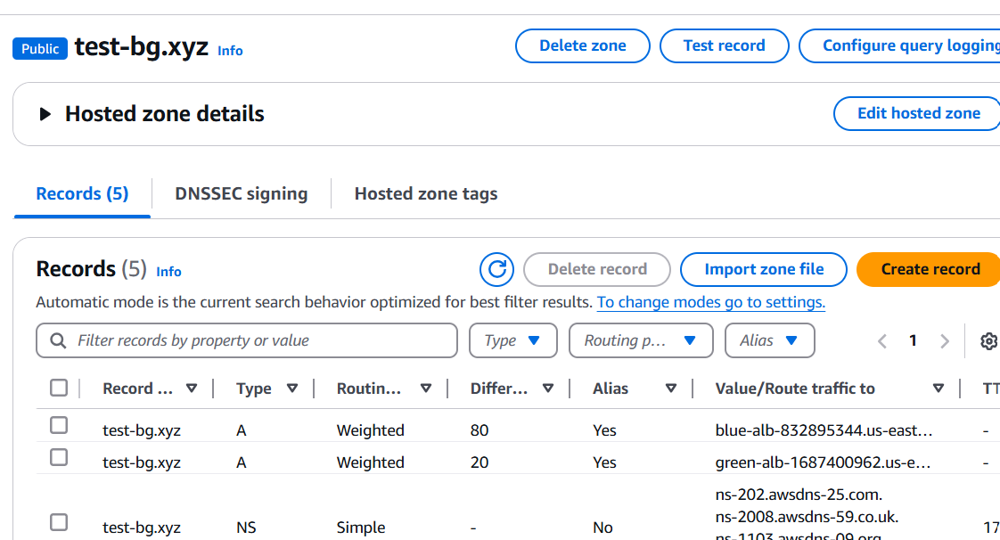 Public test-bg.xyz Info Delete zone Test record Configure query logging
Hosted zone details Edit hosted zone
Records (5) DNSSEC signing Hosted zone tags
Records (5) Info Delete record Import zone file Create record
Automatic mode is the current search behavior optimized for best filter results. To change modes go to settings.
Filter records by property or value Type Routing p... Alias 1
Record ... Type Routin... Differ... Alias Value/Route traffic to TT
test-bg.xyz A Weighted 80 Yes blue-alb-832895344.us-east... -
test-bg.xyz A Weighted 20 Yes green-alb-1687400962.us-e... -
ns-202.awsdns-25.com.
ns-2008.awsdns-59.co.uk.
test-bg.xyz NS Simple - No 17
ns-1103.awsdns-09.org